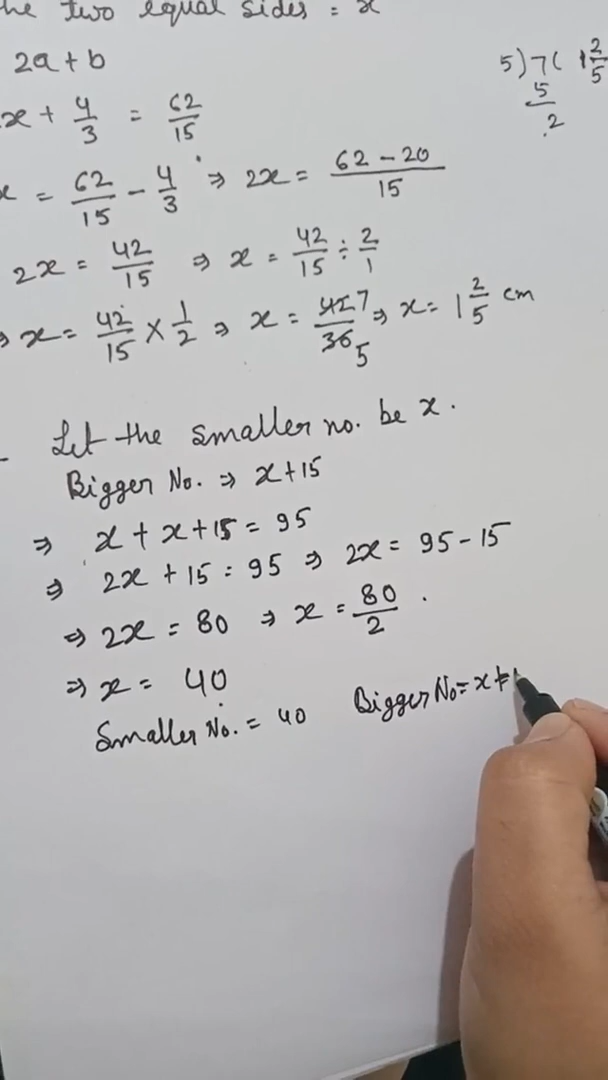 he two equal sides = x
2a + b
x + 4/3 = 62/15
5 ) 7 ( 1 2/5
5
2
x = 62/15 - 4/3 ⇒ 2x = 62 - 20/15
2x = 42/15 ⇒ x = 42/15 ÷ 2/1
⇒ x = 42/15 × 1/2 ⇒ x = 42 7/30 5 ⇒ x = 1 2/5 cm
Let the smaller no. be x.
Bigger No. ⇒ x + 15
⇒ x + x + 15 = 95
⇒ 2x + 15 = 95 ⇒ 2x = 95 - 15
⇒ 2x = 80 ⇒ x = 80/2 .
⇒ x = 40
Smaller No. = 40 Bigger No = x +